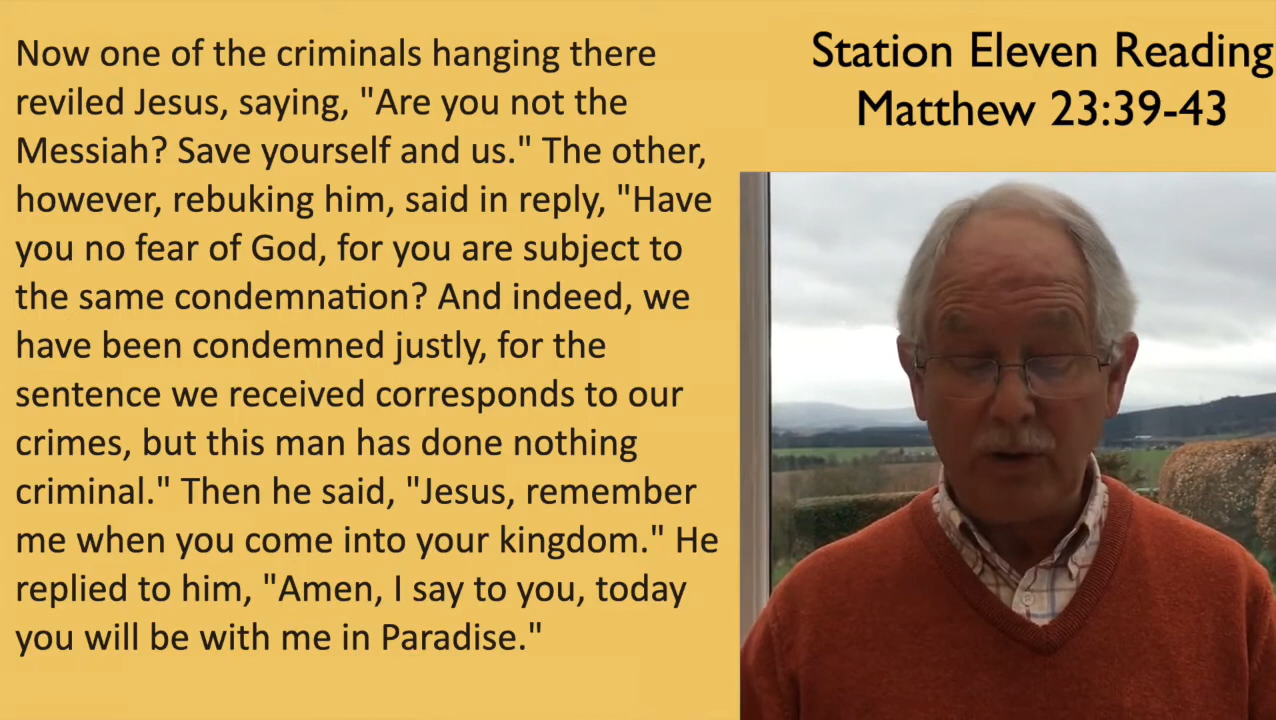 Now one of the criminals hanging there
reviled Jesus, saying, "Are you not the
Messiah? Save yourself and us." The other,
however, rebuking him, said in reply, "Have
you no fear of God, for you are subject to
the same condemnation? And indeed, we
have been condemned justly, for the
sentence we received corresponds to our
crimes, but this man has done nothing
criminal." Then he said, "Jesus, remember
me when you come into your kingdom." He
replied to him, "Amen, I say to you, today
you will be with me in Paradise."
Station Eleven Reading
Matthew 23:39-43